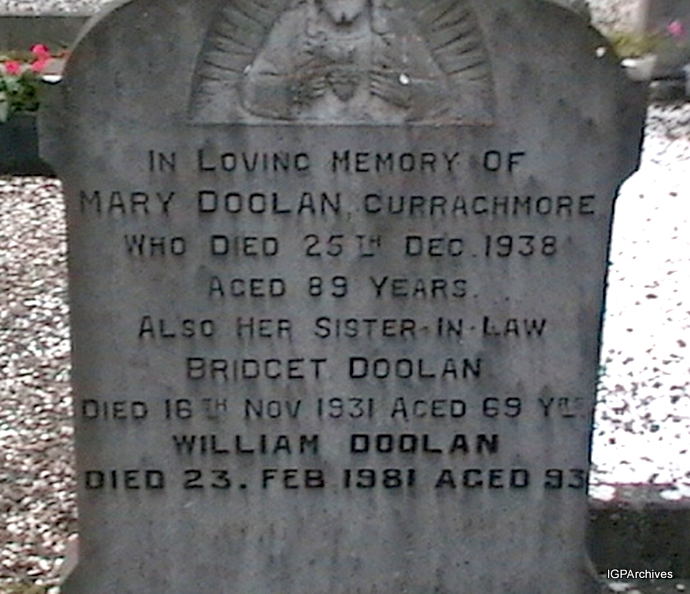 IN LOVING MEMORY OF
MARY DOOLAN, CURRAGHMORE
WHO DIED 25TH DEC. 1938
AGED 89 YEARS.
ALSO HER SISTER-IN-LAW
BRIDGET DOOLAN
DIED 16TH NOV 1931 AGED 69 YRS.
WILLIAM DOOLAN
DIED 23. FEB 1981 AGED 93
IGPArchives